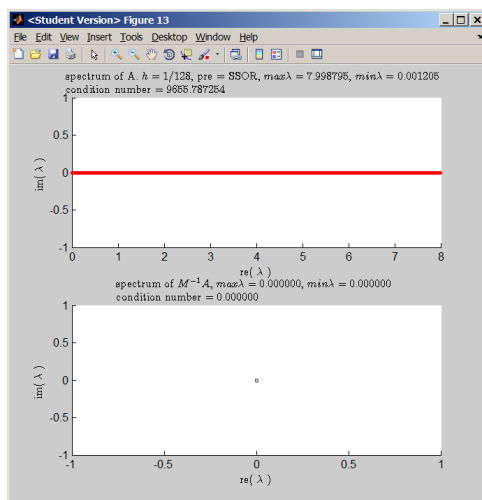 <Student Version> Figure 13
File Edit View Insert Tools Desktop Window Help
spectrum of A. h = 1/128, pre = SSOR, maxλ = 7.998795, minλ = 0.001205
condition number = 9655.787254
1
0.5
0
-0.5
-1
im( λ )
0 1 2 3 4 5 6 7 8
re( λ )
spectrum of M⁻¹A, maxλ = 0.000000, minλ = 0.000000
condition number = 0.000000
1
0.5
0
-0.5
-1
im( λ )
-1 -0.5 0 0.5 1
re( λ )